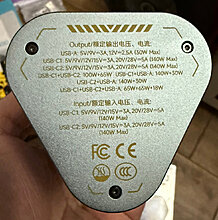 Output/额定输出电压、电流:
USB-A: 5V/9V⎓3A,12V⎓2.5A (30W Max)
USB-C1: 5V/9V/12V/15V⎓3A,20V/28V⎓5A (140W Max)
USB-C2: 5V/9V/12V/15V⎓3A,20V/28V⎓5A (140W Max)
USB-C1+USB-C2: 100W+65W USB-C1+USB-A: 140W+30W
USB-C2+USB-A: 140W+30W
USB-C1+USB-C2+USB-A: 65W+65W+18W
Input/额定输入电压、电流:
USB-C1: 5V/9V/12V/15V⎓3A,20V/28V⎓5A
(140W Max)
USB-C2: 5V/9V/12V/15V⎓3A,20V/28V⎓5A
(140W Max)
FC CE